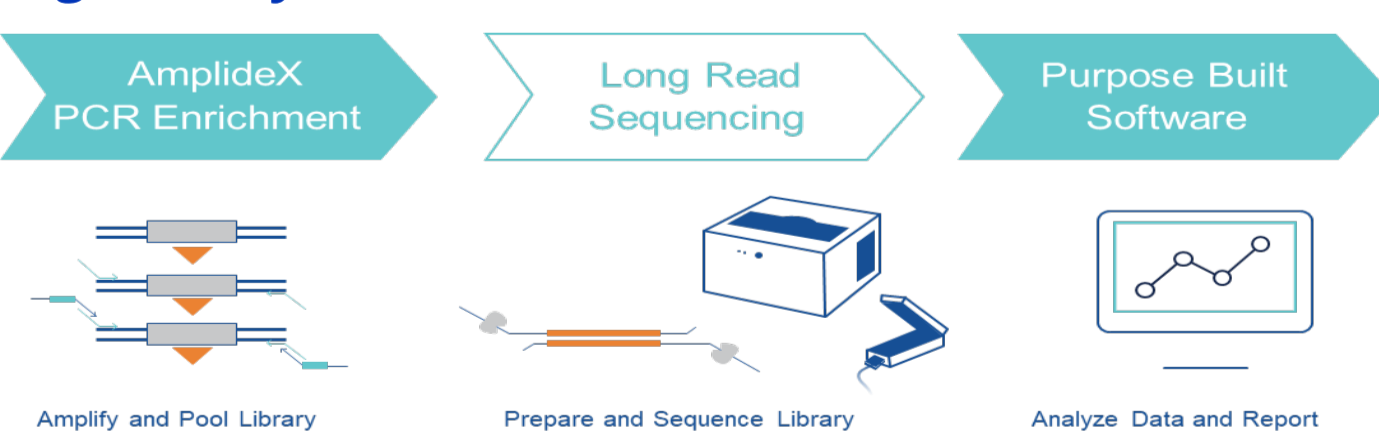 AmplideX
PCR Enrichment
Long Read
Sequencing
Purpose Built
Software
Amplify and Pool Library
Prepare and Sequence Library
Analyze Data and Report